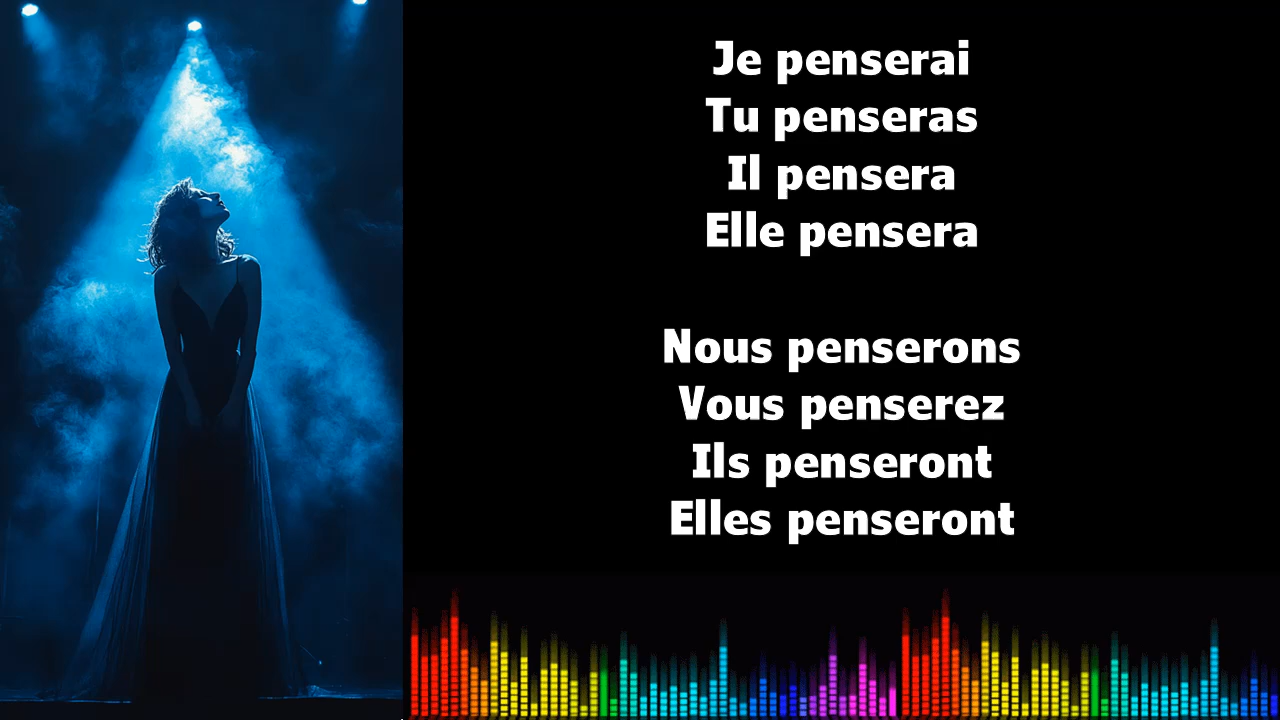 Je penserai
Tu penseras
Il pensera
Elle pensera
Nous penserons
Vous penserez
Ils penseront
Elles penseront